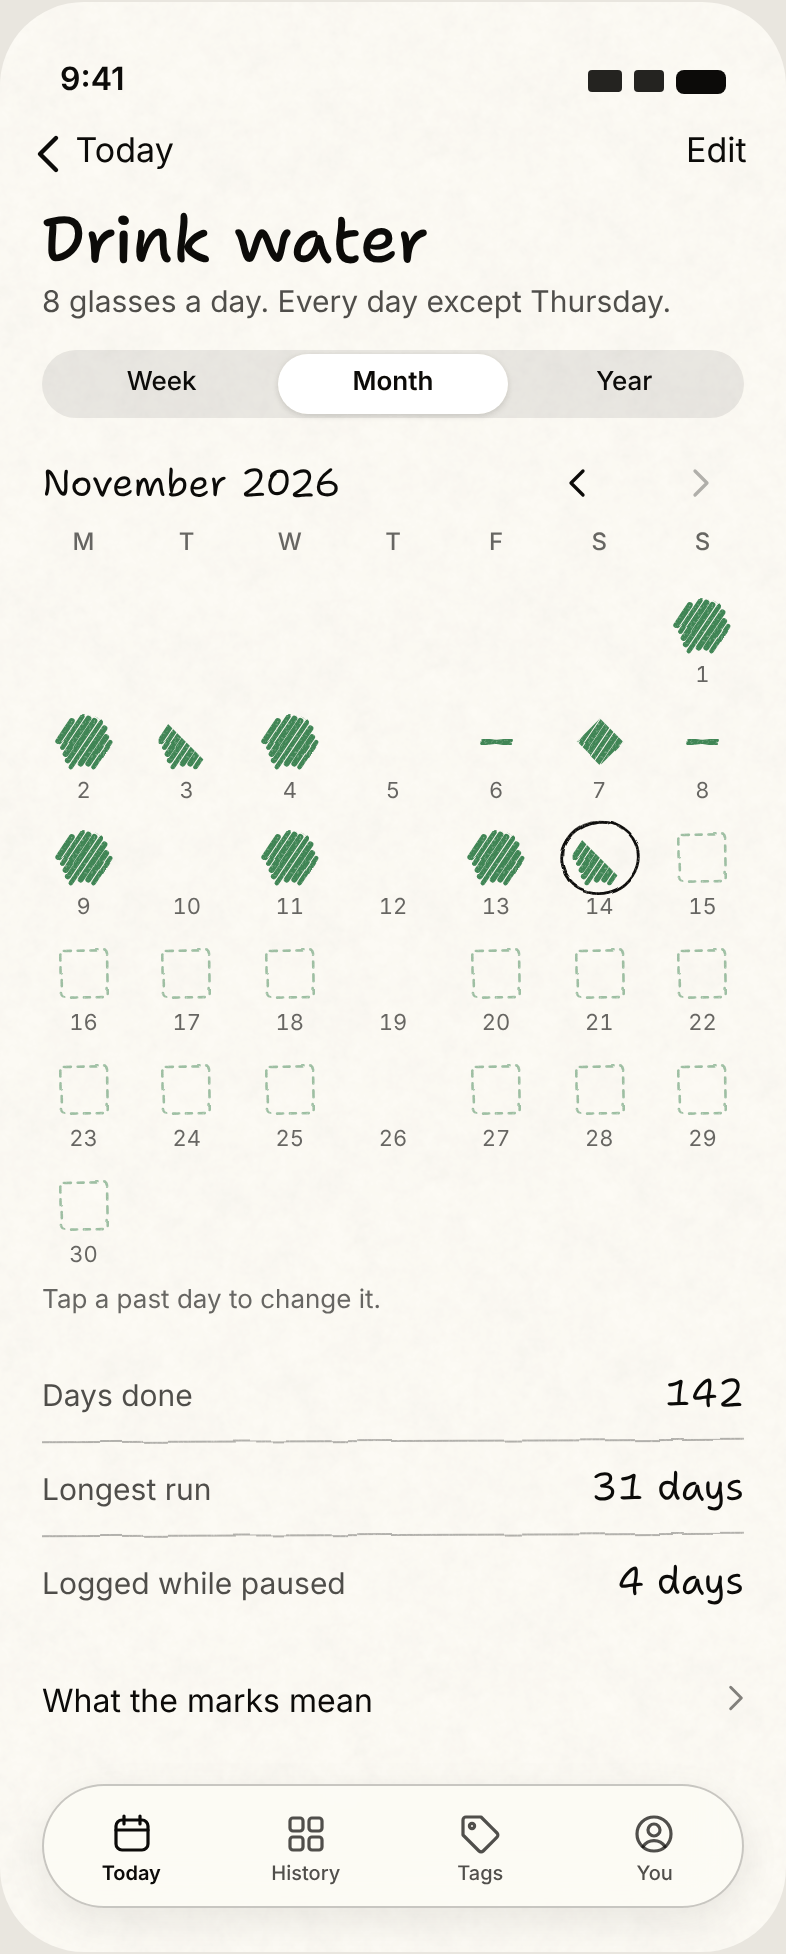 9:41
Today Edit
Drink water
8 glasses a day. Every day except Thursday.
Week Month Year
November 2026
M T W T F S S
1
2 3 4 5 6 7 8
9 10 11 12 13 14 15
16 17 18 19 20 21 22
23 24 25 26 27 28 29
30
Tap a past day to change it.
Days done 142
Longest run 31 days
Logged while paused 4 days
What the marks mean
Today History Tags You